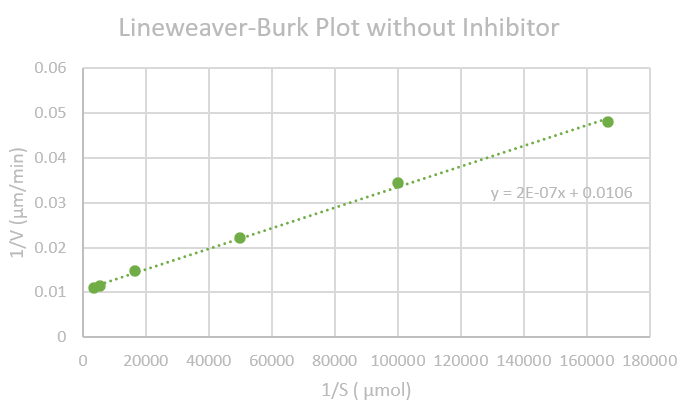 Lineweaver-Burk Plot without Inhibitor
0.06
0.05
0.04
0.03
0.02
0.01
0
1/V (µm/min)
y = 2E-07x + 0.0106
0 20000 40000 60000 80000 100000 120000 140000 160000 180000
1/S ( µmol)